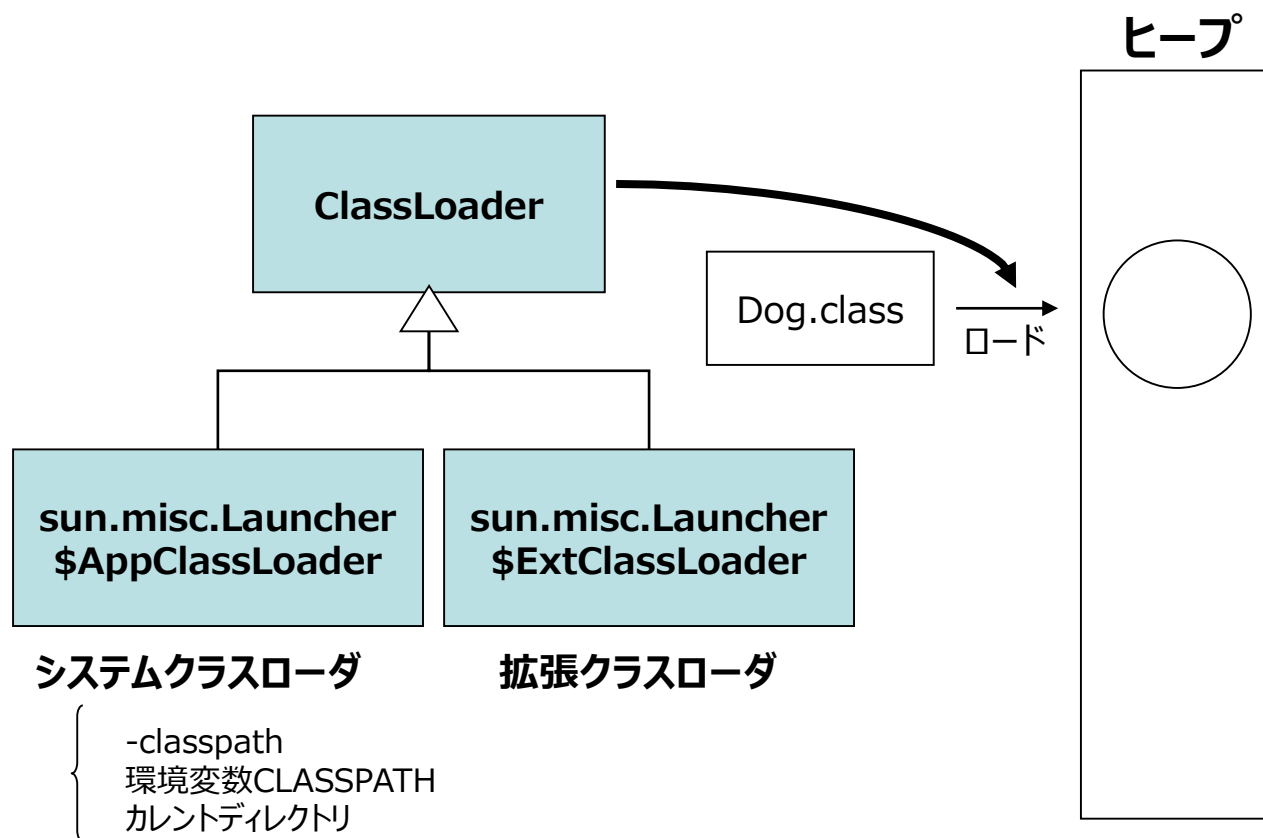 ヒープ
ClassLoader
Dog.class
ロード
sun.misc.Launcher
$AppClassLoader
sun.misc.Launcher
$ExtClassLoader
システムクラスローダ
拡張クラスローダ
-classpath
環境変数CLASSPATH
カレントディレクトリ